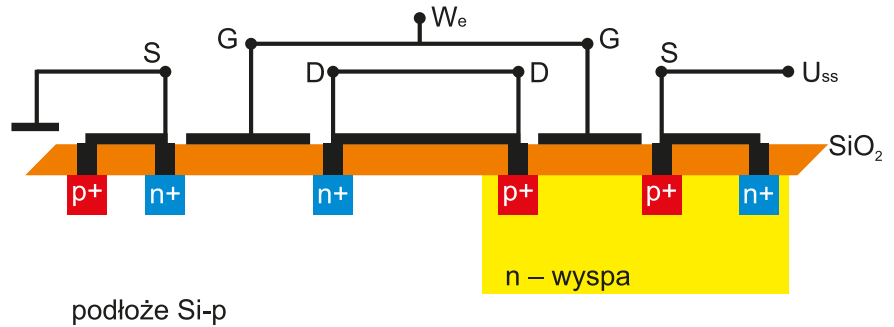 Wₑ
G G
S D D S Uₛₛ
SiO₂
p+ n+ n+ p+ p+ n+
n – wyspa
podłoże Si-p